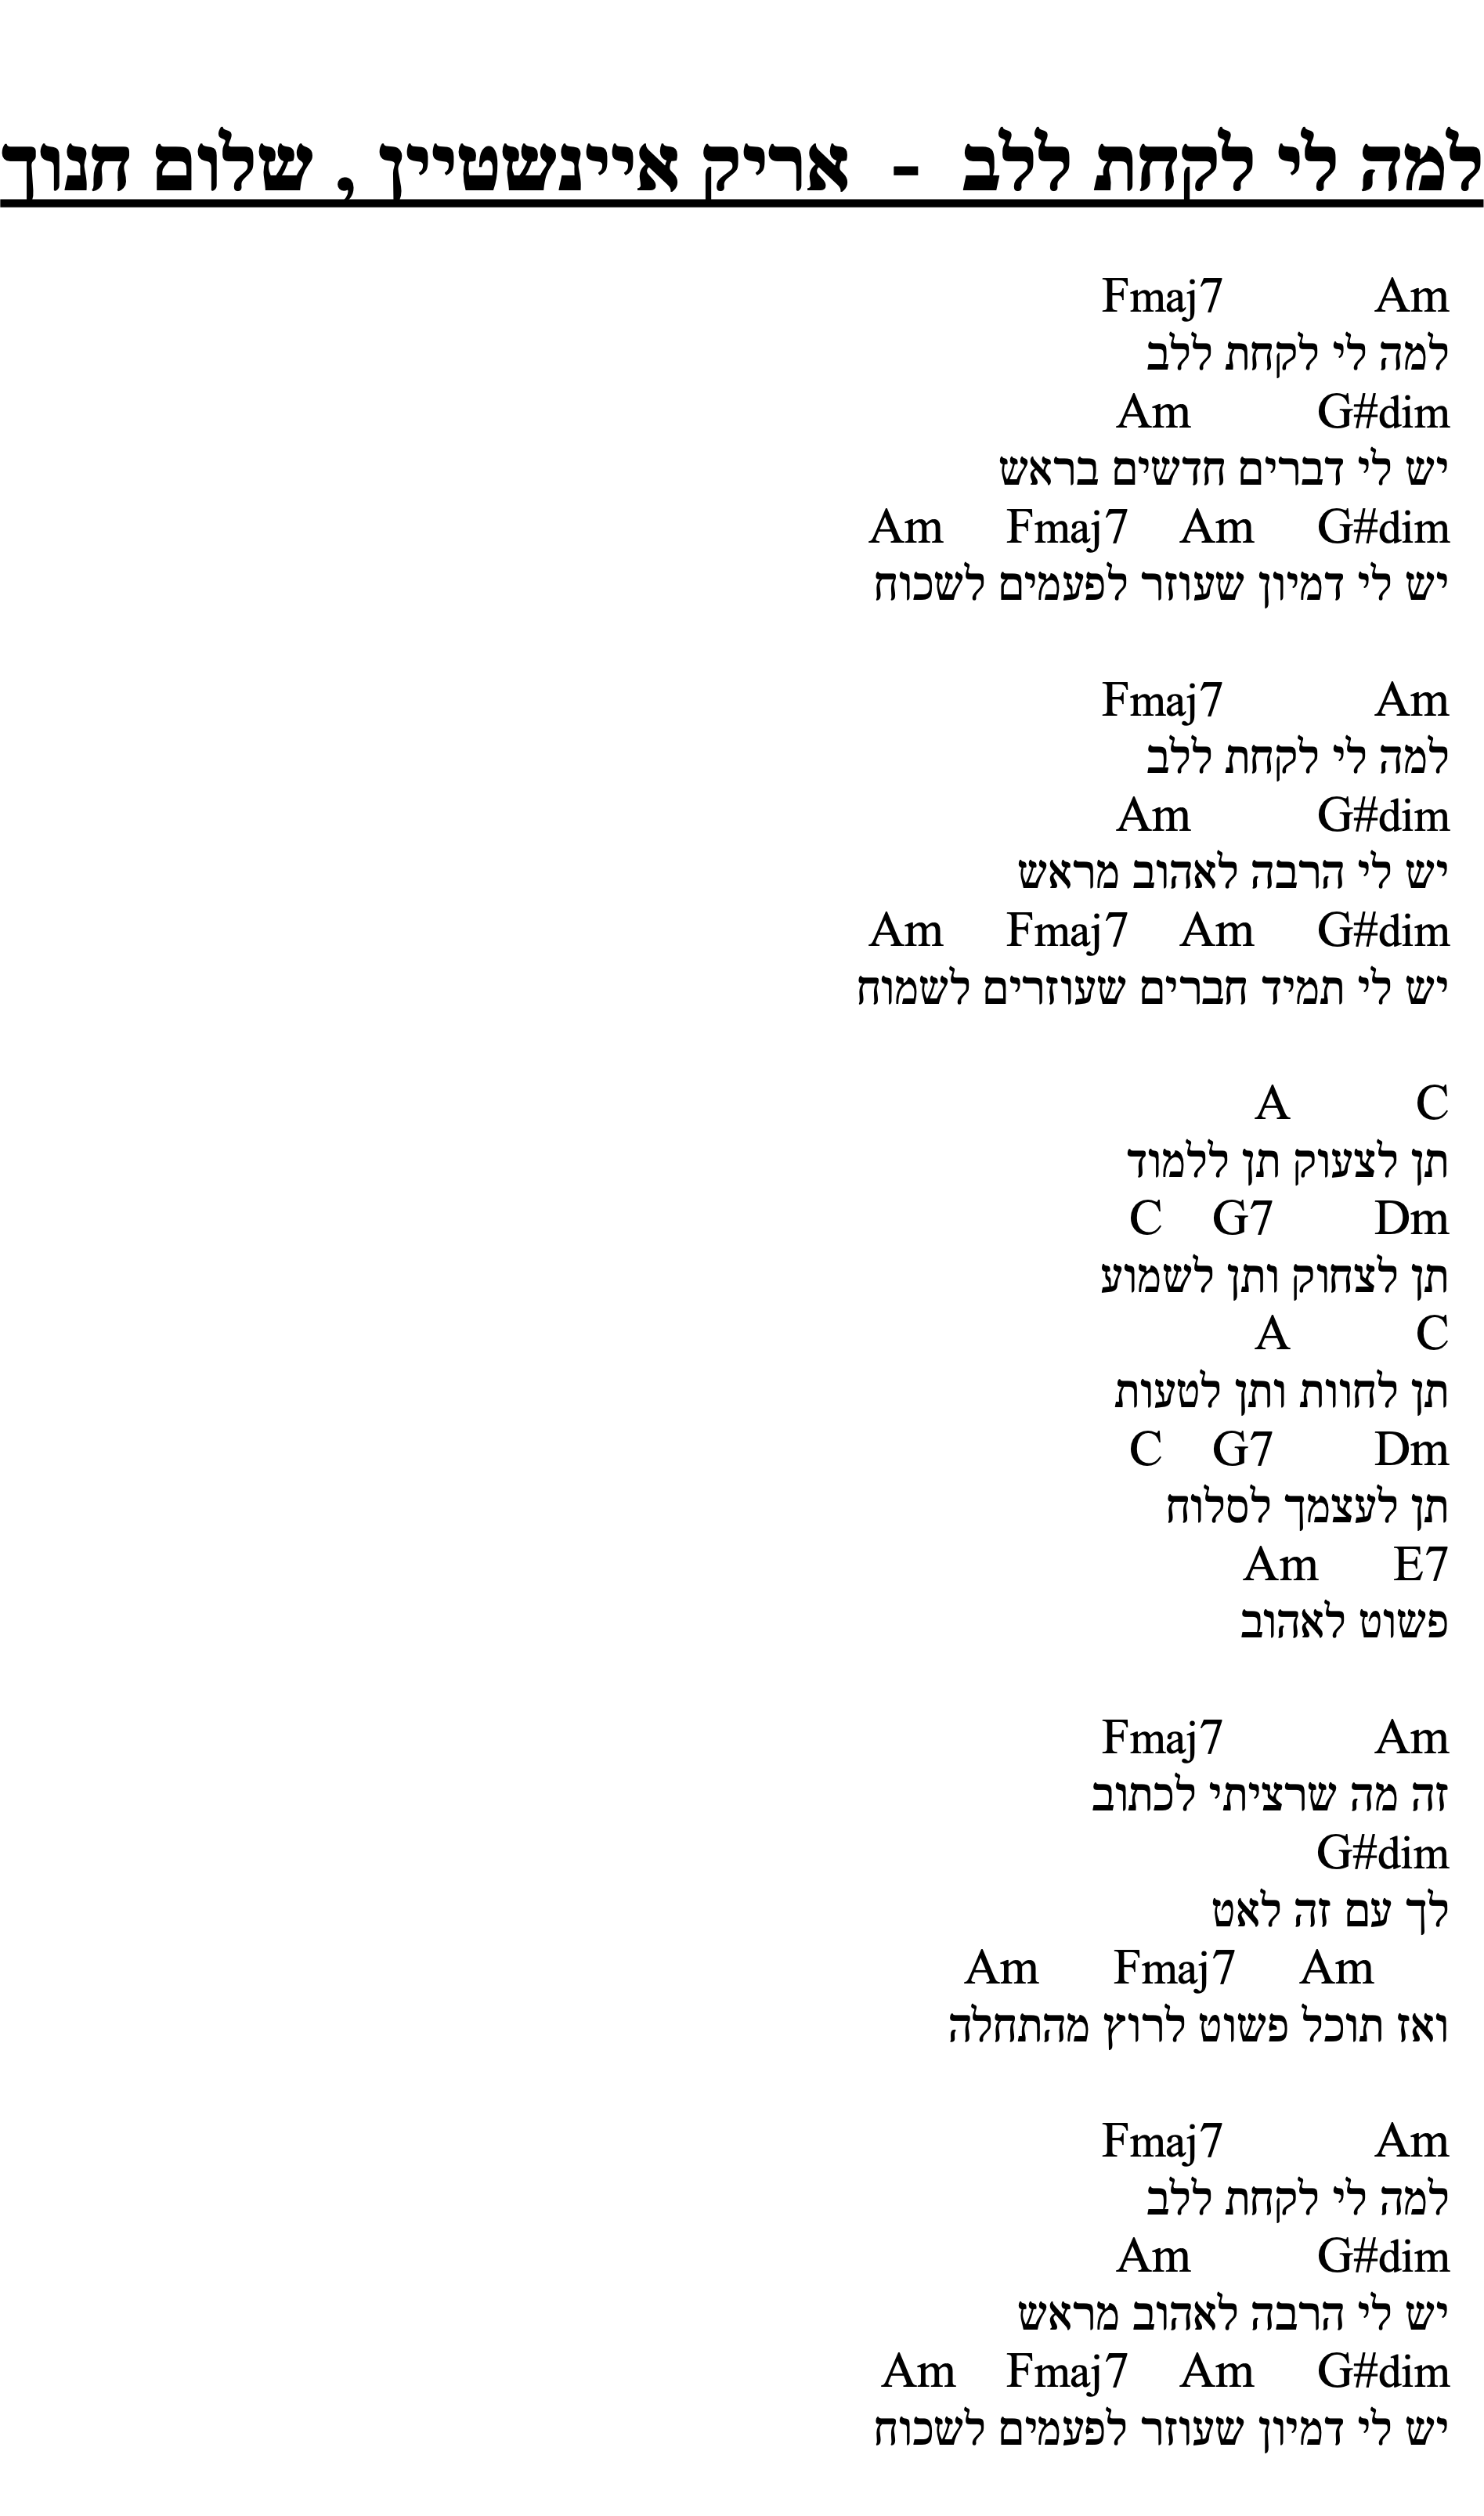 למה לי לקחת ללב - אריק איינשטיין , שלום חנוך
Am Fmaj7
למה לי לקחת ללב
G#dim Am
יש לי דברים חדשים בראש
G#dim Am Fmaj7 Am
יש לי דמיון שעוזר לפעמים לשכוח
Am Fmaj7
למה לי לקחת ללב
G#dim Am
יש לי הרבה לאהוב מראש
G#dim Am Fmaj7 Am
יש לי תמיד חברים שעוזרים לשמוח
C A
תן לצעוק תן ללמוד
Dm G7 C
תן לצחוק ותן לשמוע
C A
תן לחוות ותן לטעות
Dm G7 C
תן לעצמך לסלוח
E7 Am
פשוט לאהוב
Am Fmaj7
זה מה שרציתי לכתוב
G#dim
לך עם זה לאט
Am Fmaj7 Am
ואז תוכל פשוט לרוץ מהתחלה
Am Fmaj7
למה לי לקחת ללב
G#dim Am
יש לי הרבה לאהוב מראש
G#dim Am Fmaj7 Am
יש לי דמיון שעוזר לפעמים לשכוח